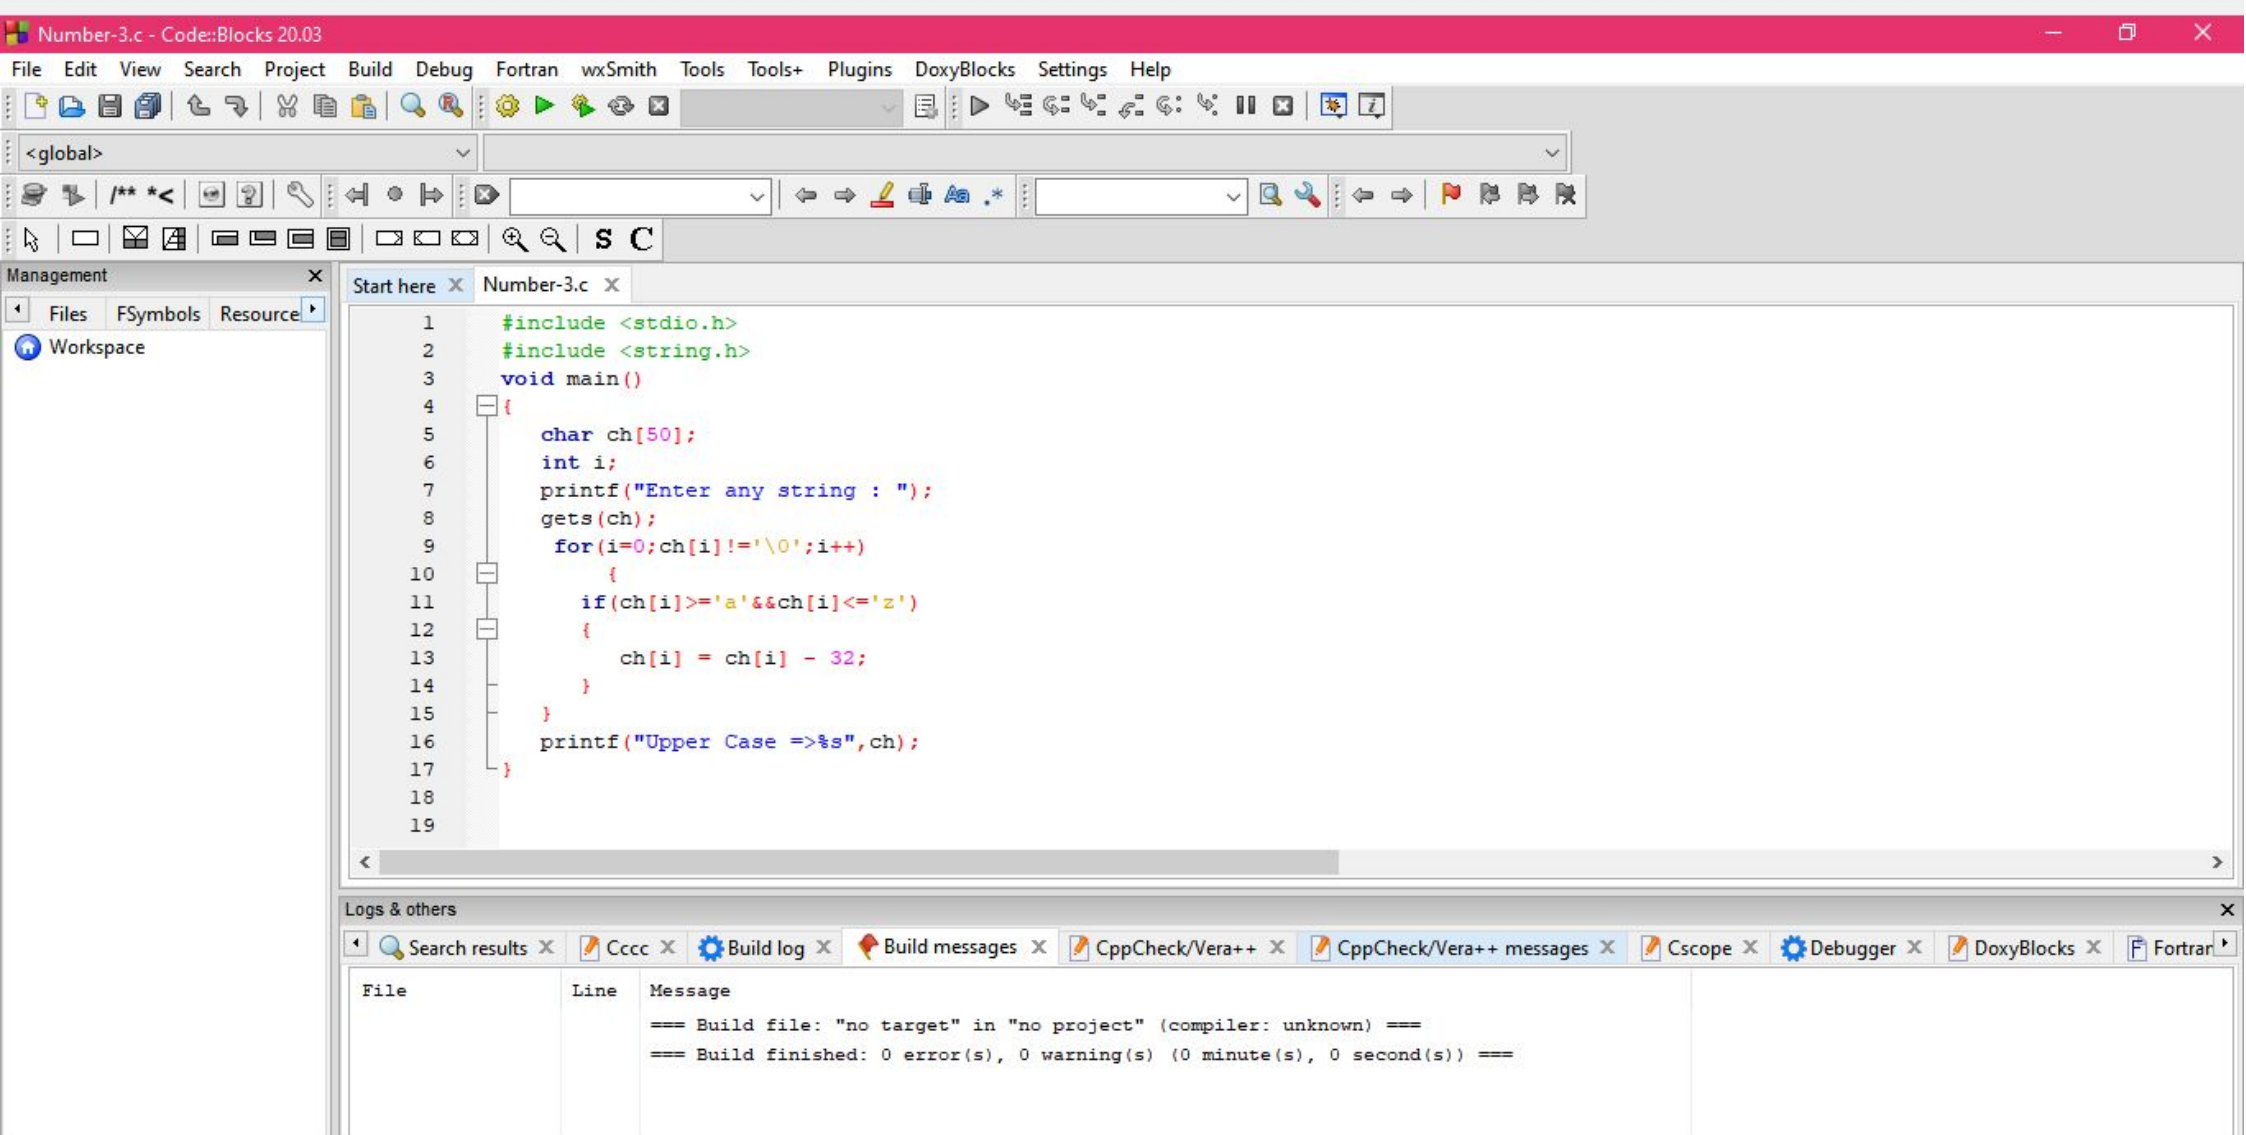 Number-3.c - Code::Blocks 20.03
File Edit View Search Project Build Debug Fortran wxSmith Tools Tools+ Plugins DoxyBlocks Settings Help
<global>
/** *<
Aa .*
S C
Management
Start here Number-3.c
Files FSymbols Resource
Workspace
1 #include <stdio.h>
2 #include <string.h>
3 void main()
4 {
5 char ch[50];
6 int i;
7 printf("Enter any string : ");
8 gets(ch);
9 for(i=0;ch[i]!='\0';i++)
10 {
11 if(ch[i]>='a'&&ch[i]<='z')
12 {
13 ch[i] = ch[i] - 32;
14 }
15 }
16 printf("Upper Case =>%s",ch);
17 }
18
19
Logs & others
Search results Cccc Build log Build messages CppCheck/Vera++ CppCheck/Vera++ messages Cscope Debugger DoxyBlocks Fortran
File Line Message
=== Build file: "no target" in "no project" (compiler: unknown) ===
=== Build finished: 0 error(s), 0 warning(s) (0 minute(s), 0 second(s)) ===